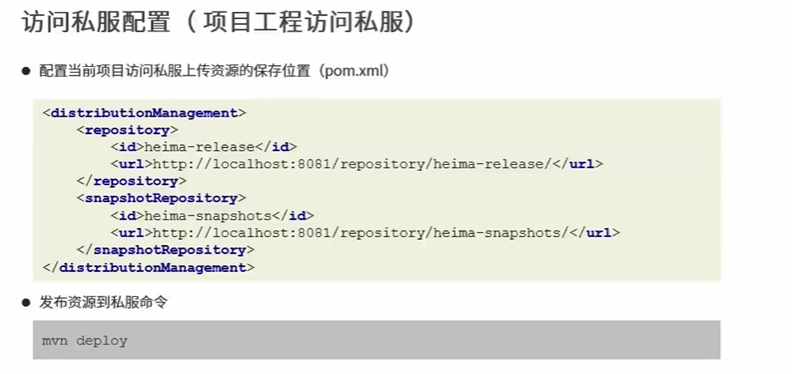 访问私服配置（项目工程访问私服）
● 配置当前项目访问私服上传资源的保存位置（pom.xml）
<distributionManagement>
    <repository>
        <id>heima-release</id>
        <url>http://localhost:8081/repository/heima-release/</url>
    </repository>
    <snapshotRepository>
        <id>heima-snapshots</id>
        <url>http://localhost:8081/repository/heima-snapshots/</url>
    </snapshotRepository>
</distributionManagement>
● 发布资源到私服命令
mvn deploy